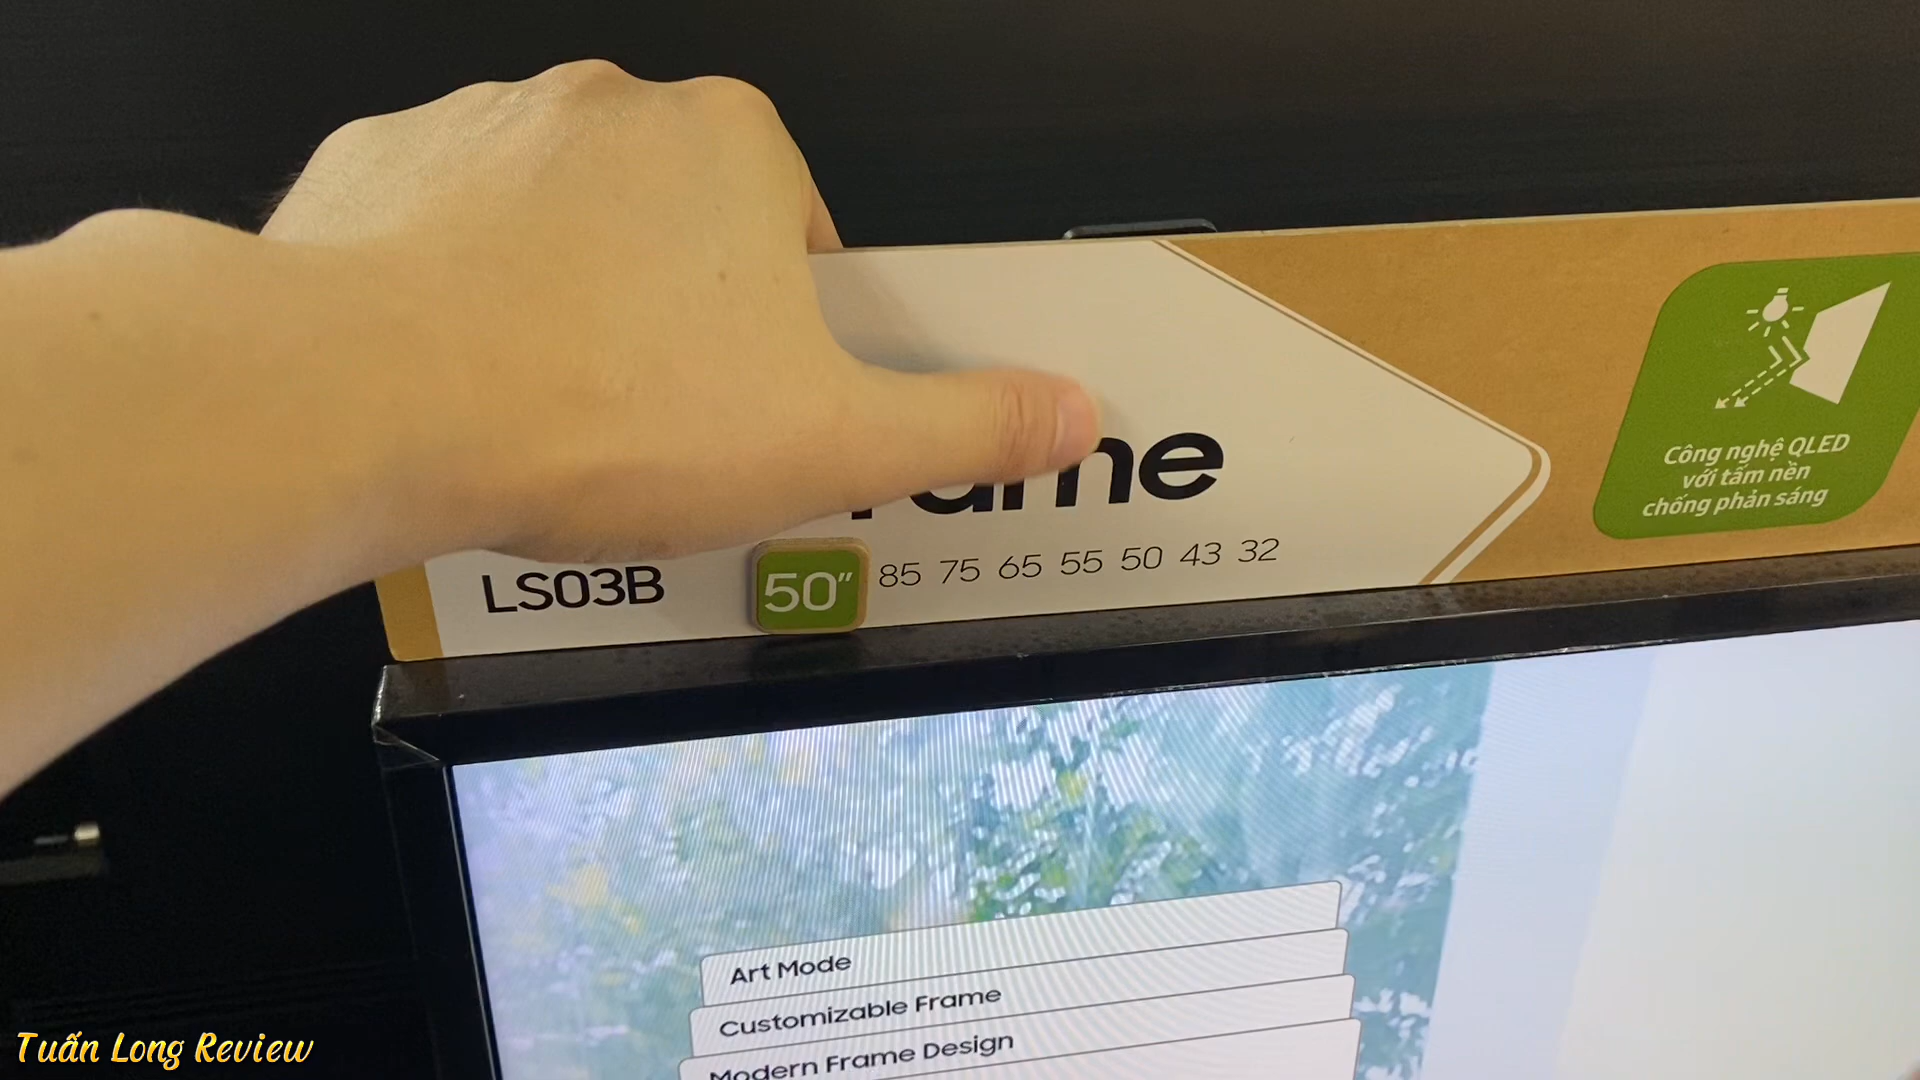 Frame
LS03B
50"
85 75 65 55 50 43 32
Công nghệ QLED
với tấm nền
chống phản sáng
Art Mode
Customizable Frame
Modern Frame Design
Tuấn Long Review